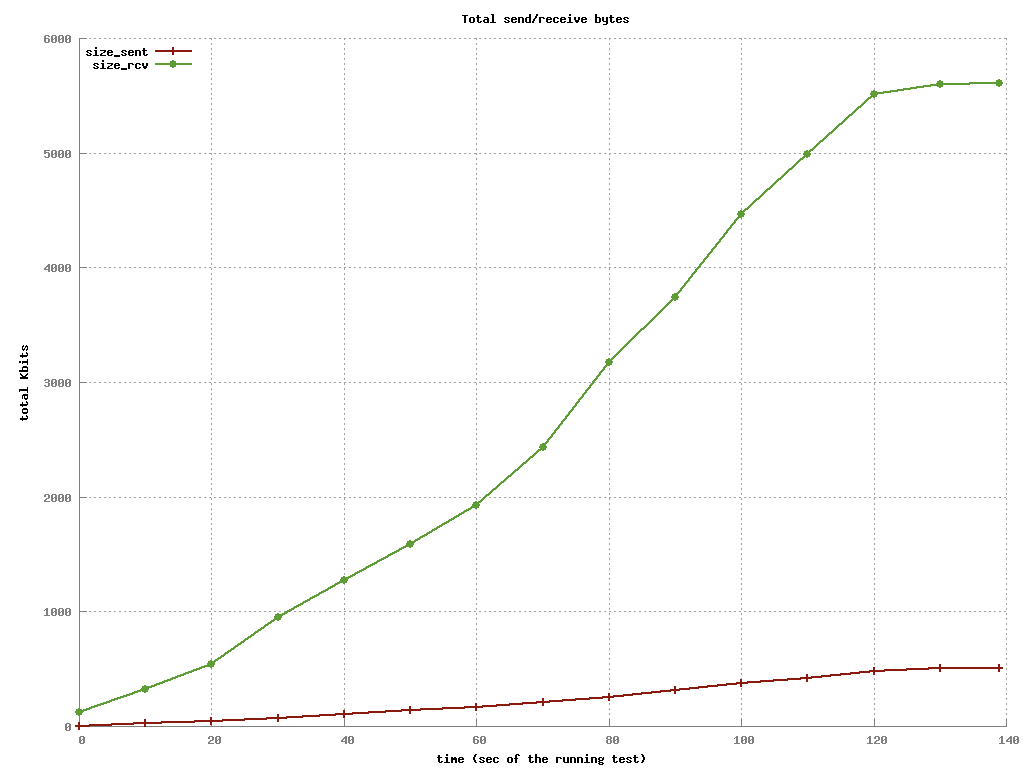 Total send/receive bytes
6000
size_sent
size_rcv
5000
4000
3000
total Kbits
2000
1000
0
0 20 40 60 80 100 120 140
time (sec of the running test)